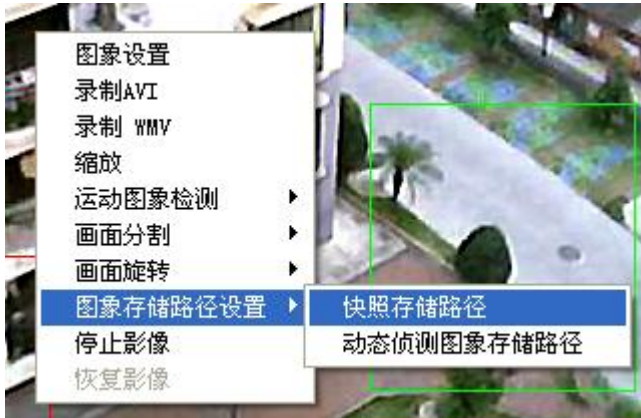 图象设置
录制AVI
录制 WMV
缩放
运动图象检测
画面分割
画面旋转
图象存储路径设置
快照存储路径
停止影像
动态侦测图象存储路径
恢复影像